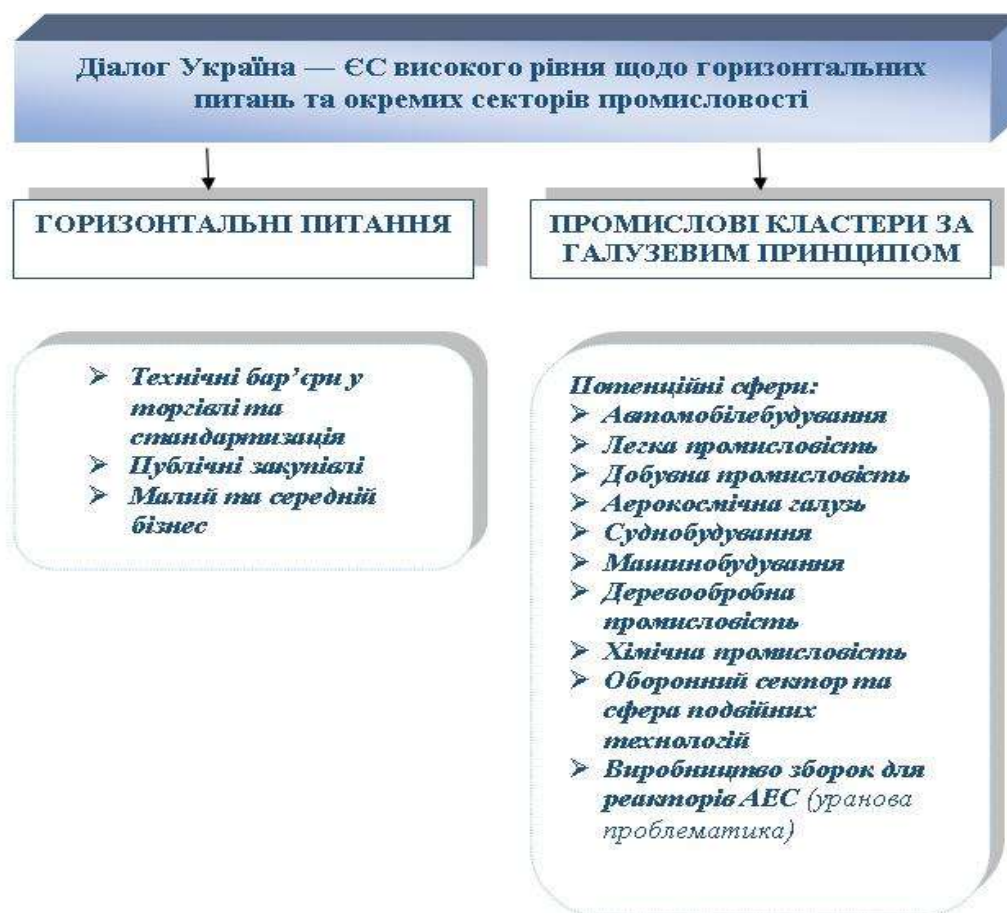 Діалог Україна — ЄС високого рівня щодо горизонтальних
питань та окремих секторів промисловості
ГОРИЗОНТАЛЬНІ ПИТАННЯ
ПРОМИСЛОВІ КЛАСТЕРИ ЗА
ГАЛУЗЕВИМ ПРИНЦИПОМ
➢ Технічні бар’єри у
торгівлі та
стандартизація
➢ Публічні закупівлі
➢ Малий та середній
бізнес
Потенційні сфери:
➢ Автомобілебудування
➢ Легка промисловість
➢ Добувна промисловість
➢ Аерокосмічна галузь
➢ Суднобудування
➢ Машинобудування
➢ Деревообробна
промисловість
➢ Хімічна промисловість
➢ Оборонний сектор та
сфера подвійних
технологій
➢ Виробництво зборок для
реакторів АЕС (уранова
проблематика)